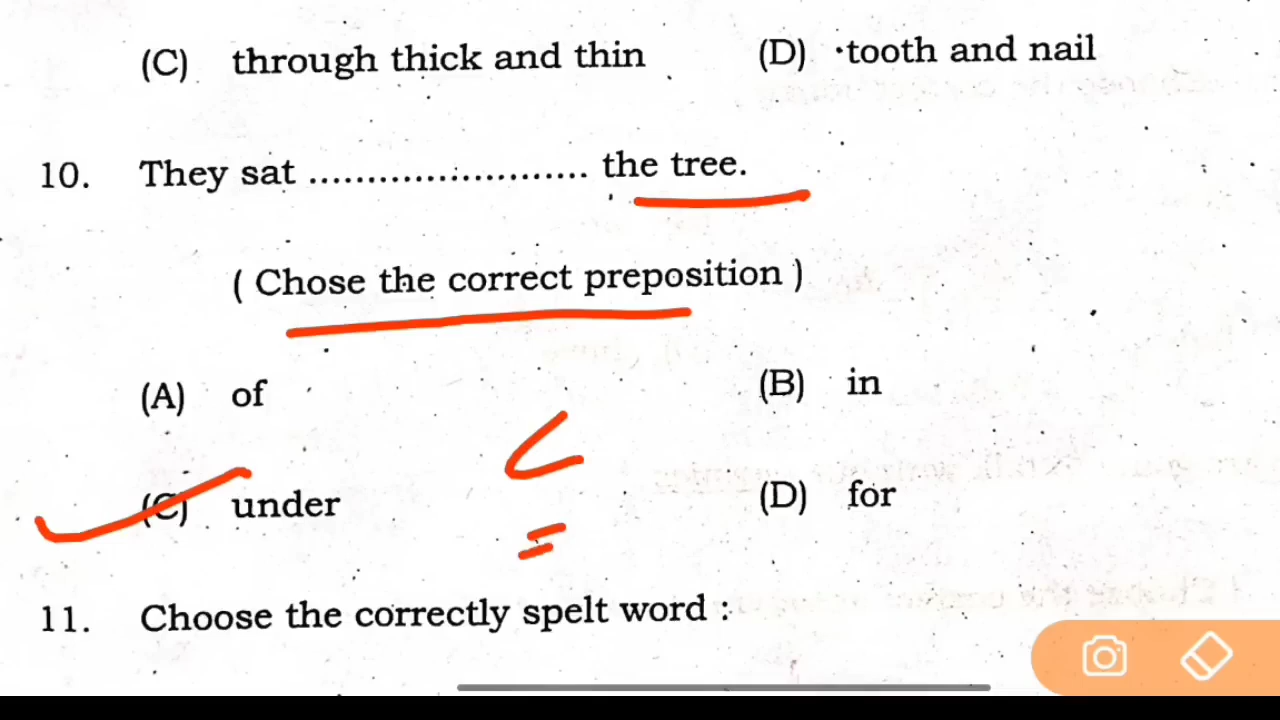 (C) through thick and thin (D) tooth and nail
10. They sat ........................ the tree.
( Chose the correct preposition )
(A) of (B) in
(C) under (D) for
11. Choose the correctly spelt word :